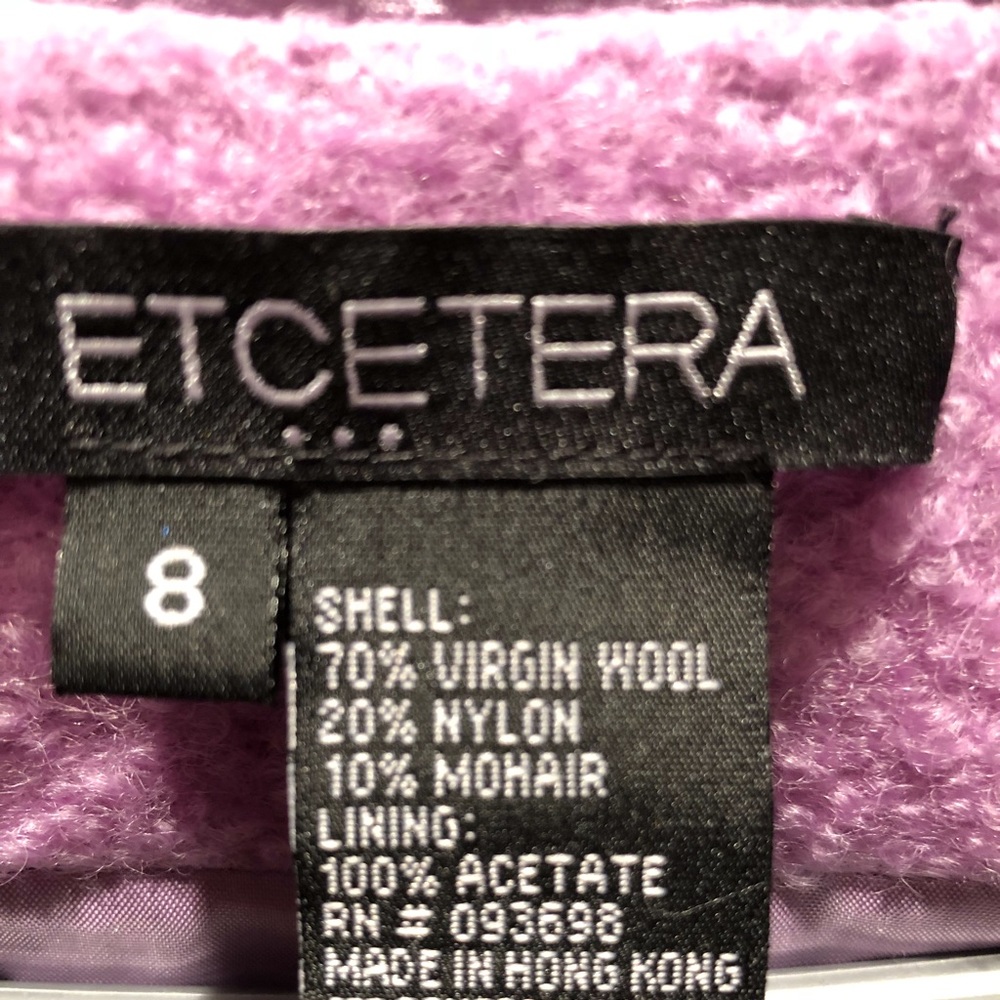 ETCETERA
...
8
SHELL:
70% VIRGIN WOOL
20% NYLON
10% MOHAIR
LINING:
100% ACETATE
RN # 093698
MADE IN HONG KONG